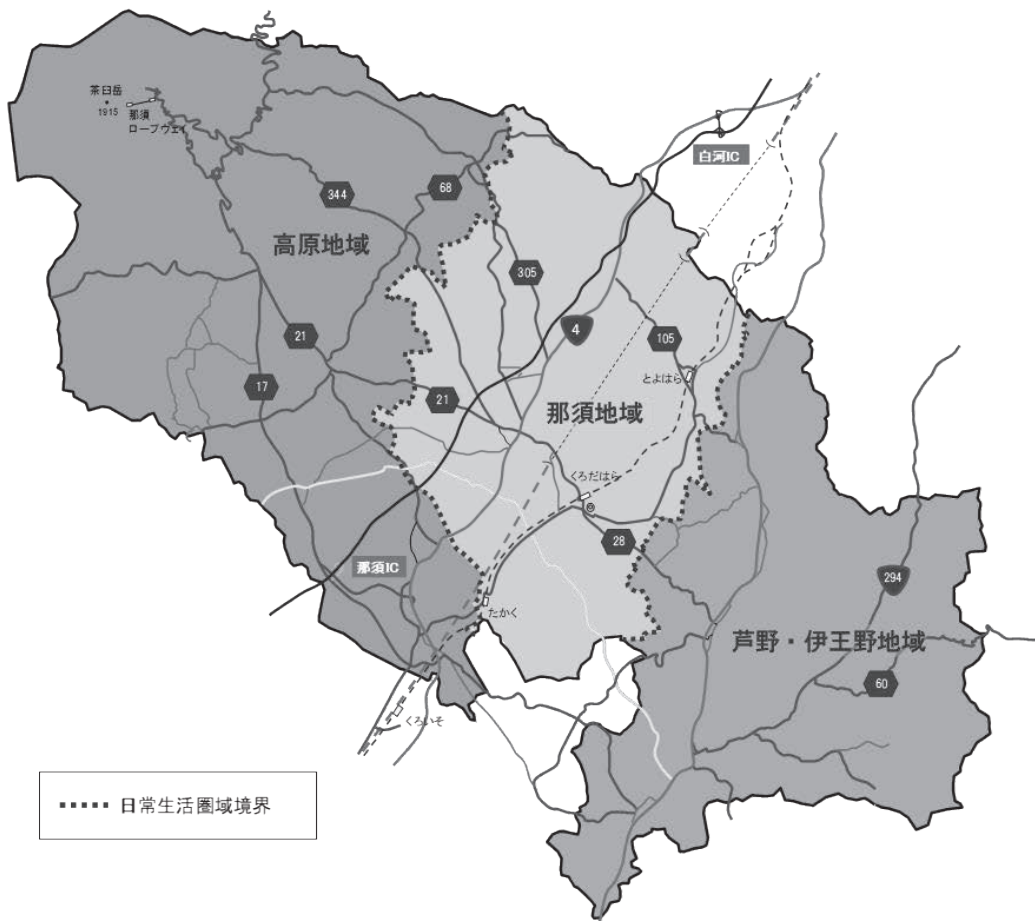 茶臼岳
1915
那須
ロープウェイ
白河IC
344
68
高原地域
305
4
105
21
とよはら
17
21
那須地域
くろだはら
28
那須IC
294
たかく
芦野・伊王野地域
60
くろいそ
日常生活圏域境界